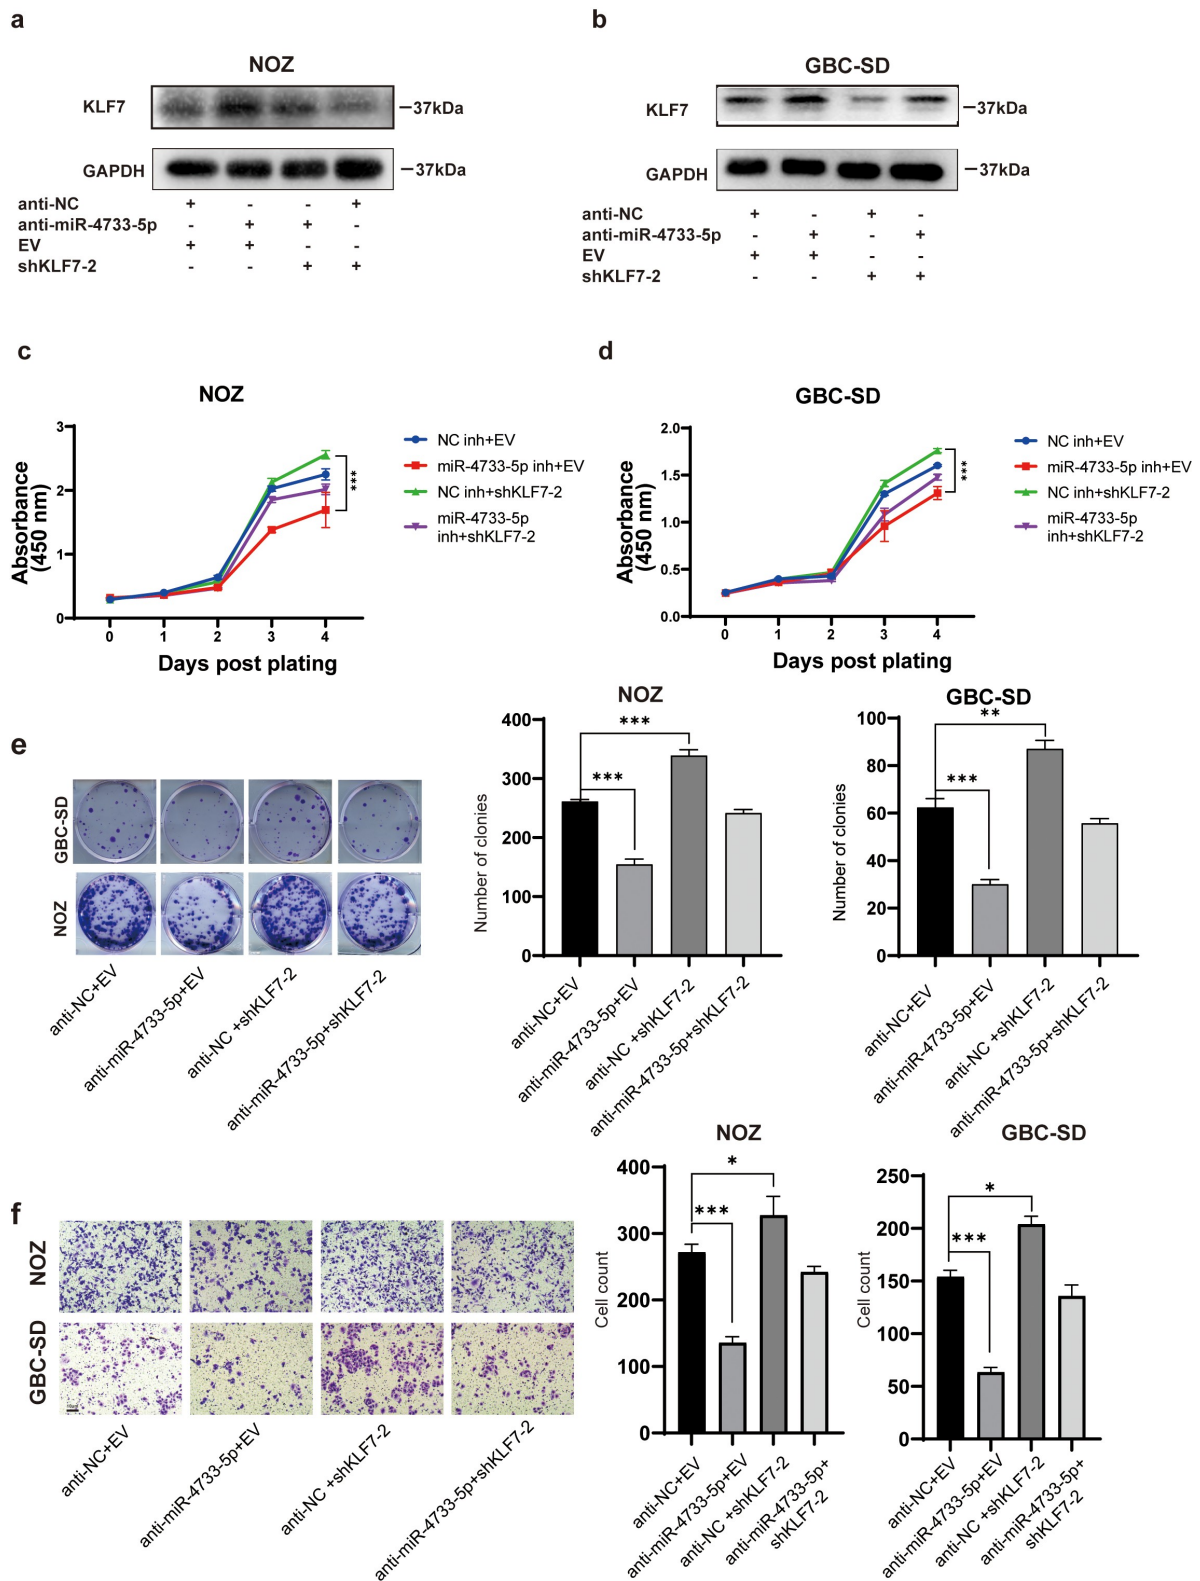 a
NOZ
KLF7
37kDa
GAPDH
37kDa
anti-NC + - - +
anti-miR-4733-5p - + + -
EV + + - -
shKLF7-2 - - + +
b
GBC-SD
KLF7
37kDa
GAPDH
37kDa
anti-NC + - + -
anti-miR-4733-5p - + - +
EV + + - -
shKLF7-2 - - + +
c
NOZ
Absorbance
(450 nm)
3
2
1
0
0 1 2 3 4
Days post plating
***
NC inh+EV
miR-4733-5p inh+EV
NC inh+shKLF7-2
miR-4733-5p
inh+shKLF7-2
d
GBC-SD
Absorbance
(450 nm)
2.0
1.5
1.0
0.5
0.0
0 1 2 3 4
Days post plating
***
NC inh+EV
miR-4733-5p inh+EV
NC inh+shKLF7-2
miR-4733-5p
inh+shKLF7-2
e
GBC-SD
NOZ
anti-NC+EV
anti-miR-4733-5p+EV
anti-NC +shKLF7-2
anti-miR-4733-5p+shKLF7-2
NOZ
Number of clonies
400
300
200
100
0
***
***
anti-NC+EV
anti-miR-4733-5p+EV
anti-NC +shKLF7-2
anti-miR-4733-5p+shKLF7-2
GBC-SD
Number of clonies
100
80
60
40
20
0
**
***
anti-NC+EV
anti-miR-4733-5p+EV
anti-NC +shKLF7-2
anti-miR-4733-5p+shKLF7-2
f
NOZ
GBC-SD
anti-NC+EV
anti-miR-4733-5p+EV
anti-NC +shKLF7-2
anti-miR-4733-5p+shKLF7-2
NOZ
Cell count
400
300
200
100
0
*
***
anti-NC+EV
anti-miR-4733-5p+EV
anti-NC +shKLF7-2
anti-miR-4733-5p+
shKLF7-2
GBC-SD
Cell count
250
200
150
100
50
0
*
***
anti-NC+EV
anti-miR-4733-5p+EV
anti-NC +shKLF7-2
anti-miR-4733-5p+
shKLF7-2